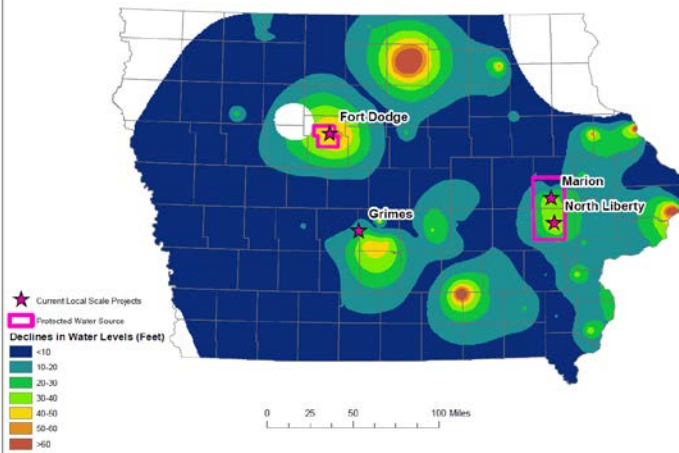 Fort Dodge
Marion
North Liberty
Grimes
Current Local Scale Projects
Protected Water Source
Declines in Water Levels (Feet)
<10
10-20
20-30
30-40
40-50
50-60
>60
0 25 50 100 Miles